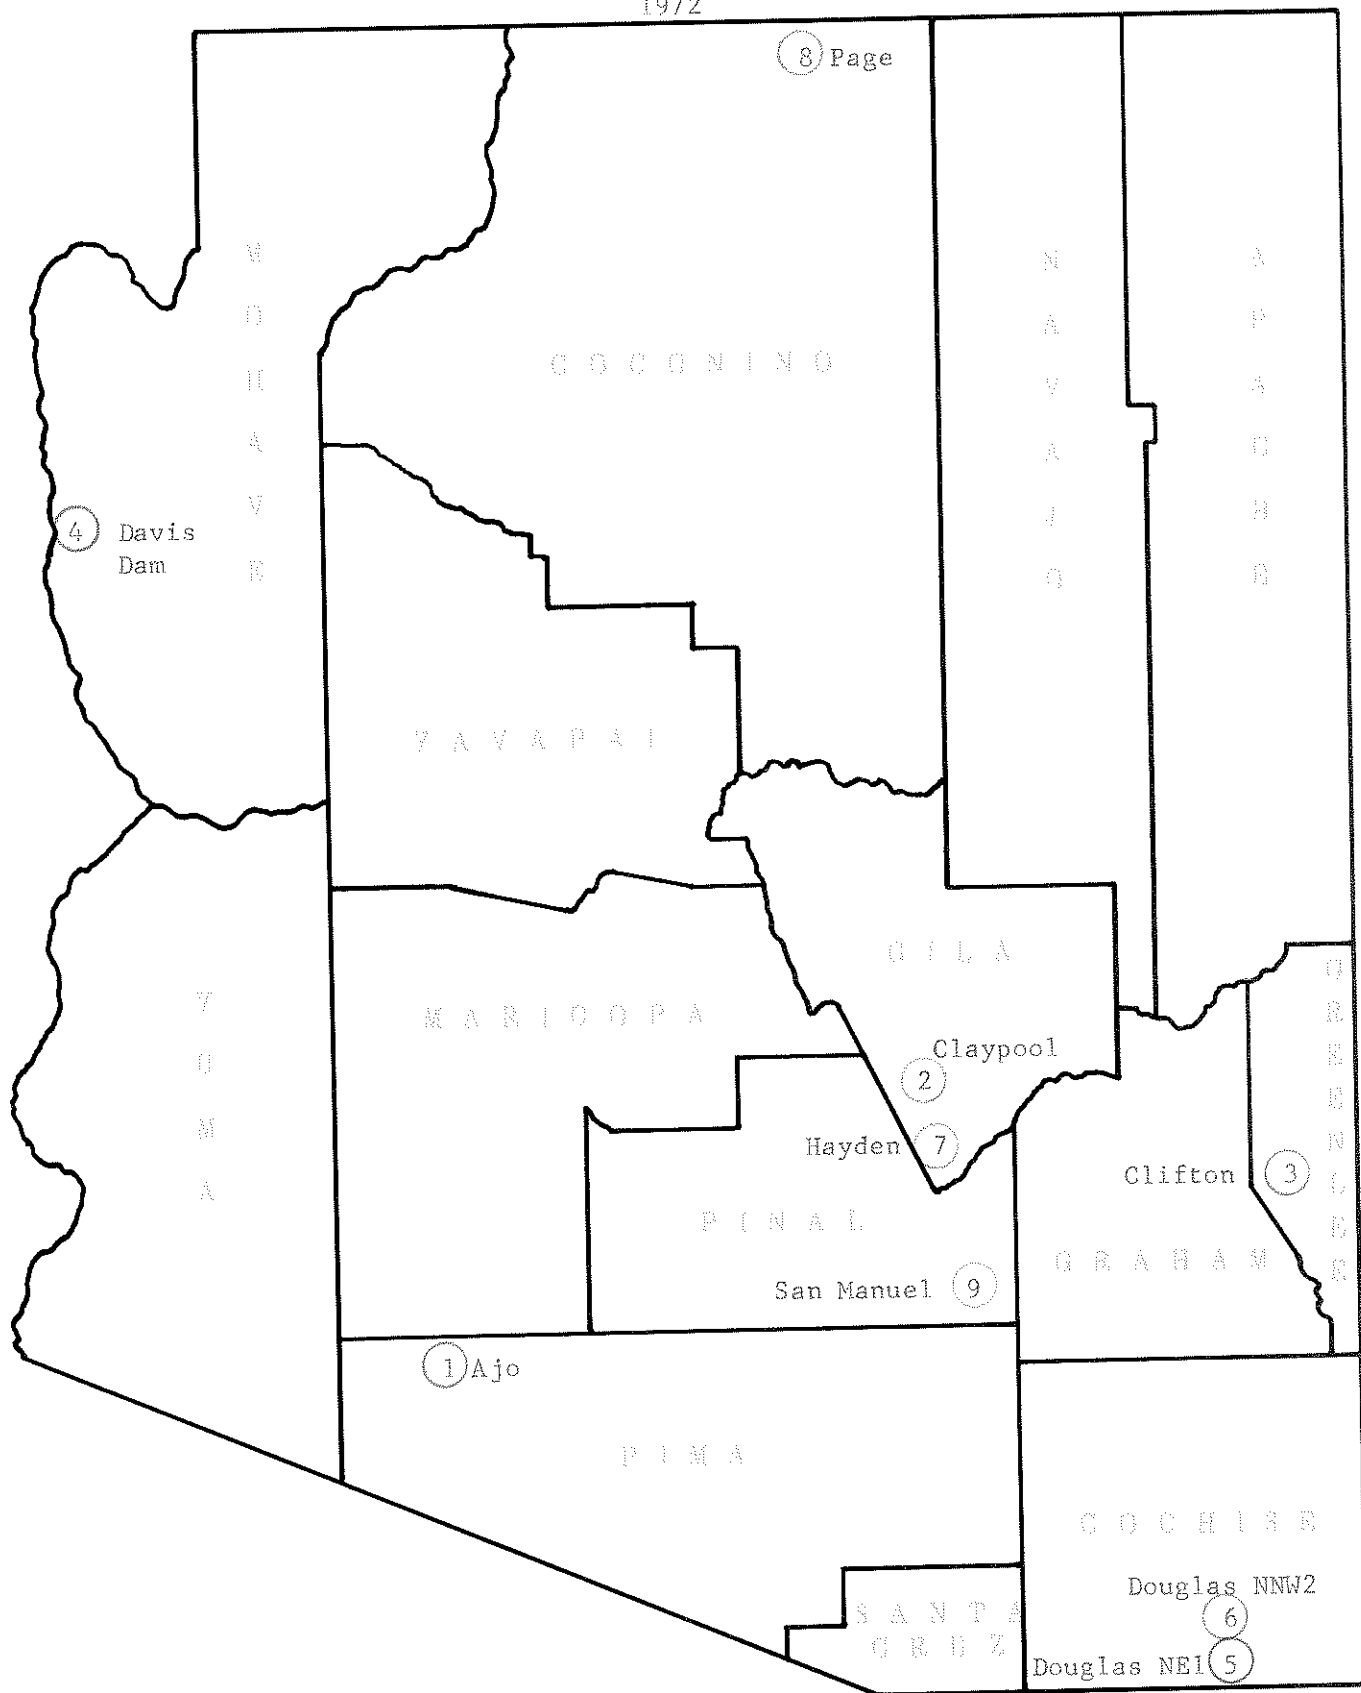 1972
8 Page
MOHAVE
COCONINO
NAVAJO
APACHE
4 Davis
Dam
YAVAPAI
GILA
GREENLEE
YUMA
MARICOPA
Claypool
2
Hayden 7
Clifton 3
PINAL
GRAHAM
San Manuel 9
1 Ajo
PIMA
COCHISE
Douglas NNW2
6
SANTA
CRUZ
Douglas NE1 5